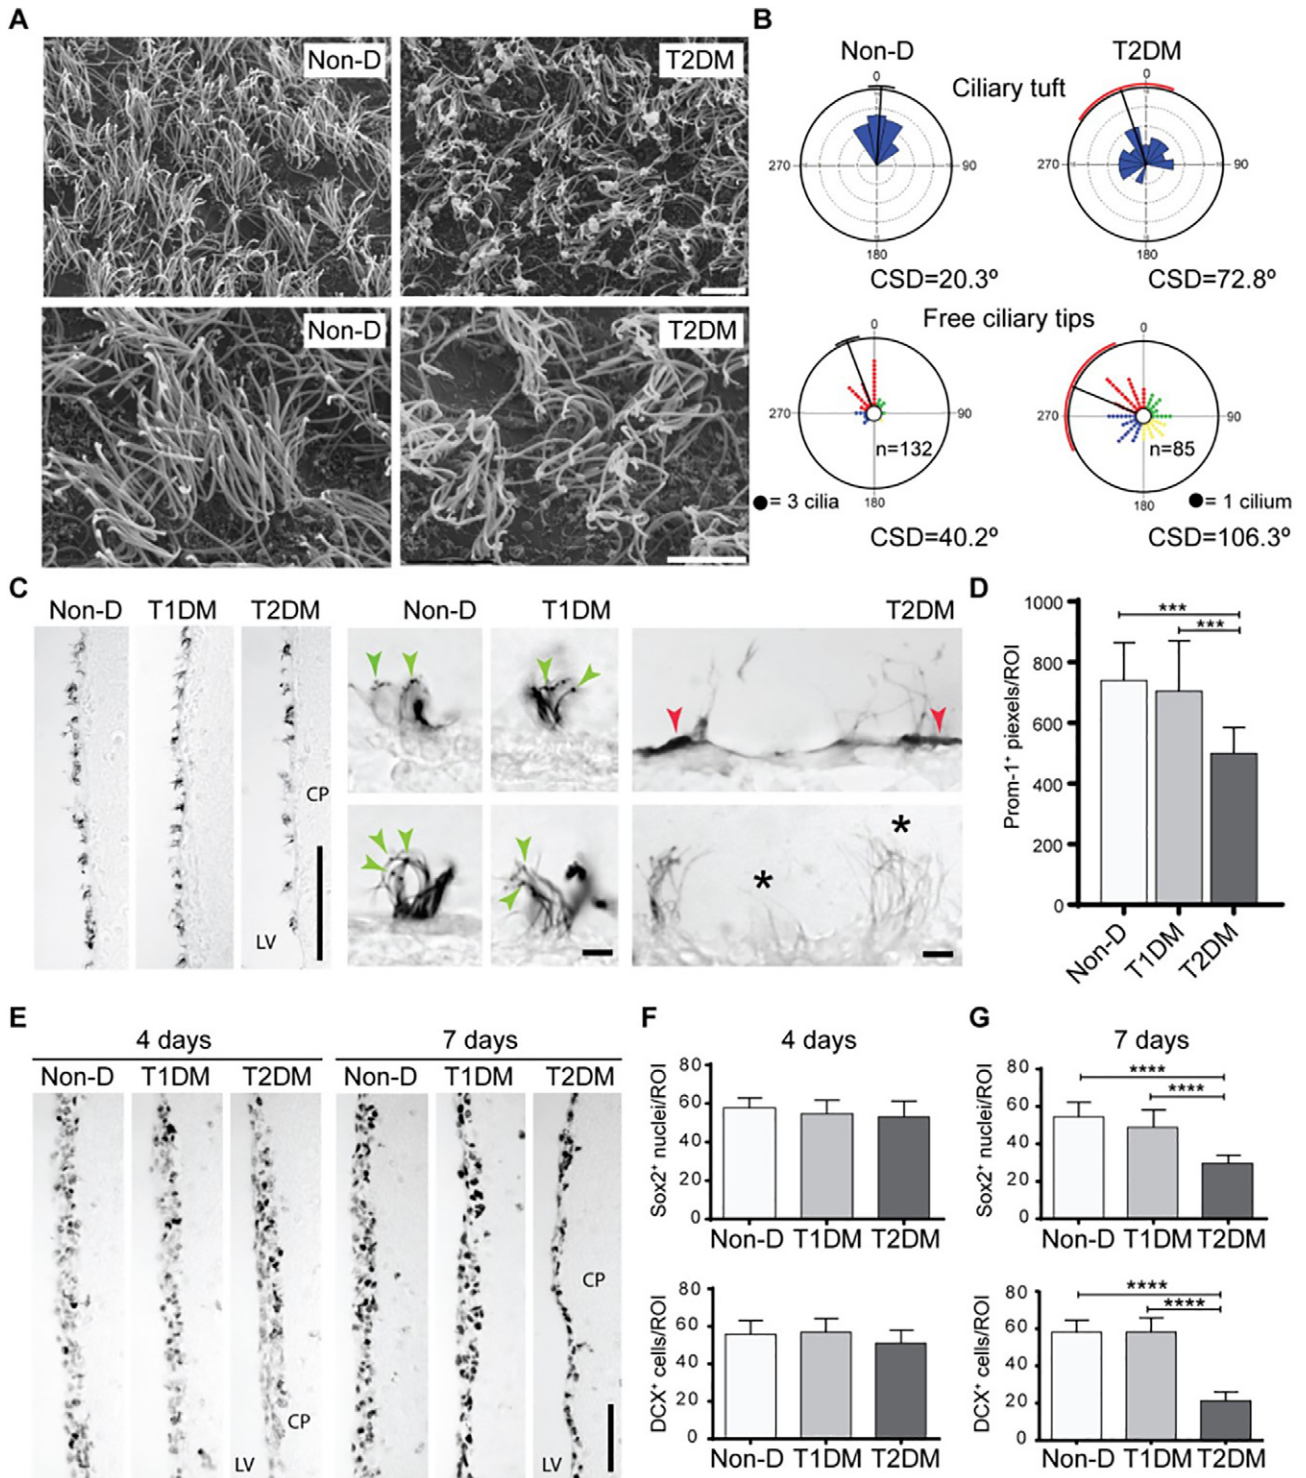 A
Non-D
T2DM
Non-D
T2DM
B
Non-D
T2DM
Ciliary tuft
0
270
90
180
0
270
90
180
CSD=20.3º
CSD=72.8º
Free ciliary tips
0
270
90
180
n=132
0
270
90
180
n=85
= 3 cilia
= 1 cilium
CSD=40.2º
CSD=106.3º
C
Non-D T1DM T2DM
CP
LV
Non-D
T1DM
T2DM
*
*
D
Prom-1⁺ piexels/ROI
1000
800
600
400
200
0
***
***
Non-D
T1DM
T2DM
E
4 days
7 days
Non-D T1DM T2DM
Non-D T1DM T2DM
CP
LV
CP
LV
F
4 days
Sox2⁺ nuclei/ROI
80
60
40
20
0
Non-D T1DM T2DM
DCX⁺ cells/ROI
80
60
40
20
0
Non-D T1DM T2DM
G
7 days
Sox2⁺ nuclei/ROI
80
60
40
20
0
****
****
Non-D T1DM T2DM
DCX⁺ cells/ROI
80
60
40
20
0
****
****
Non-D T1DM T2DM